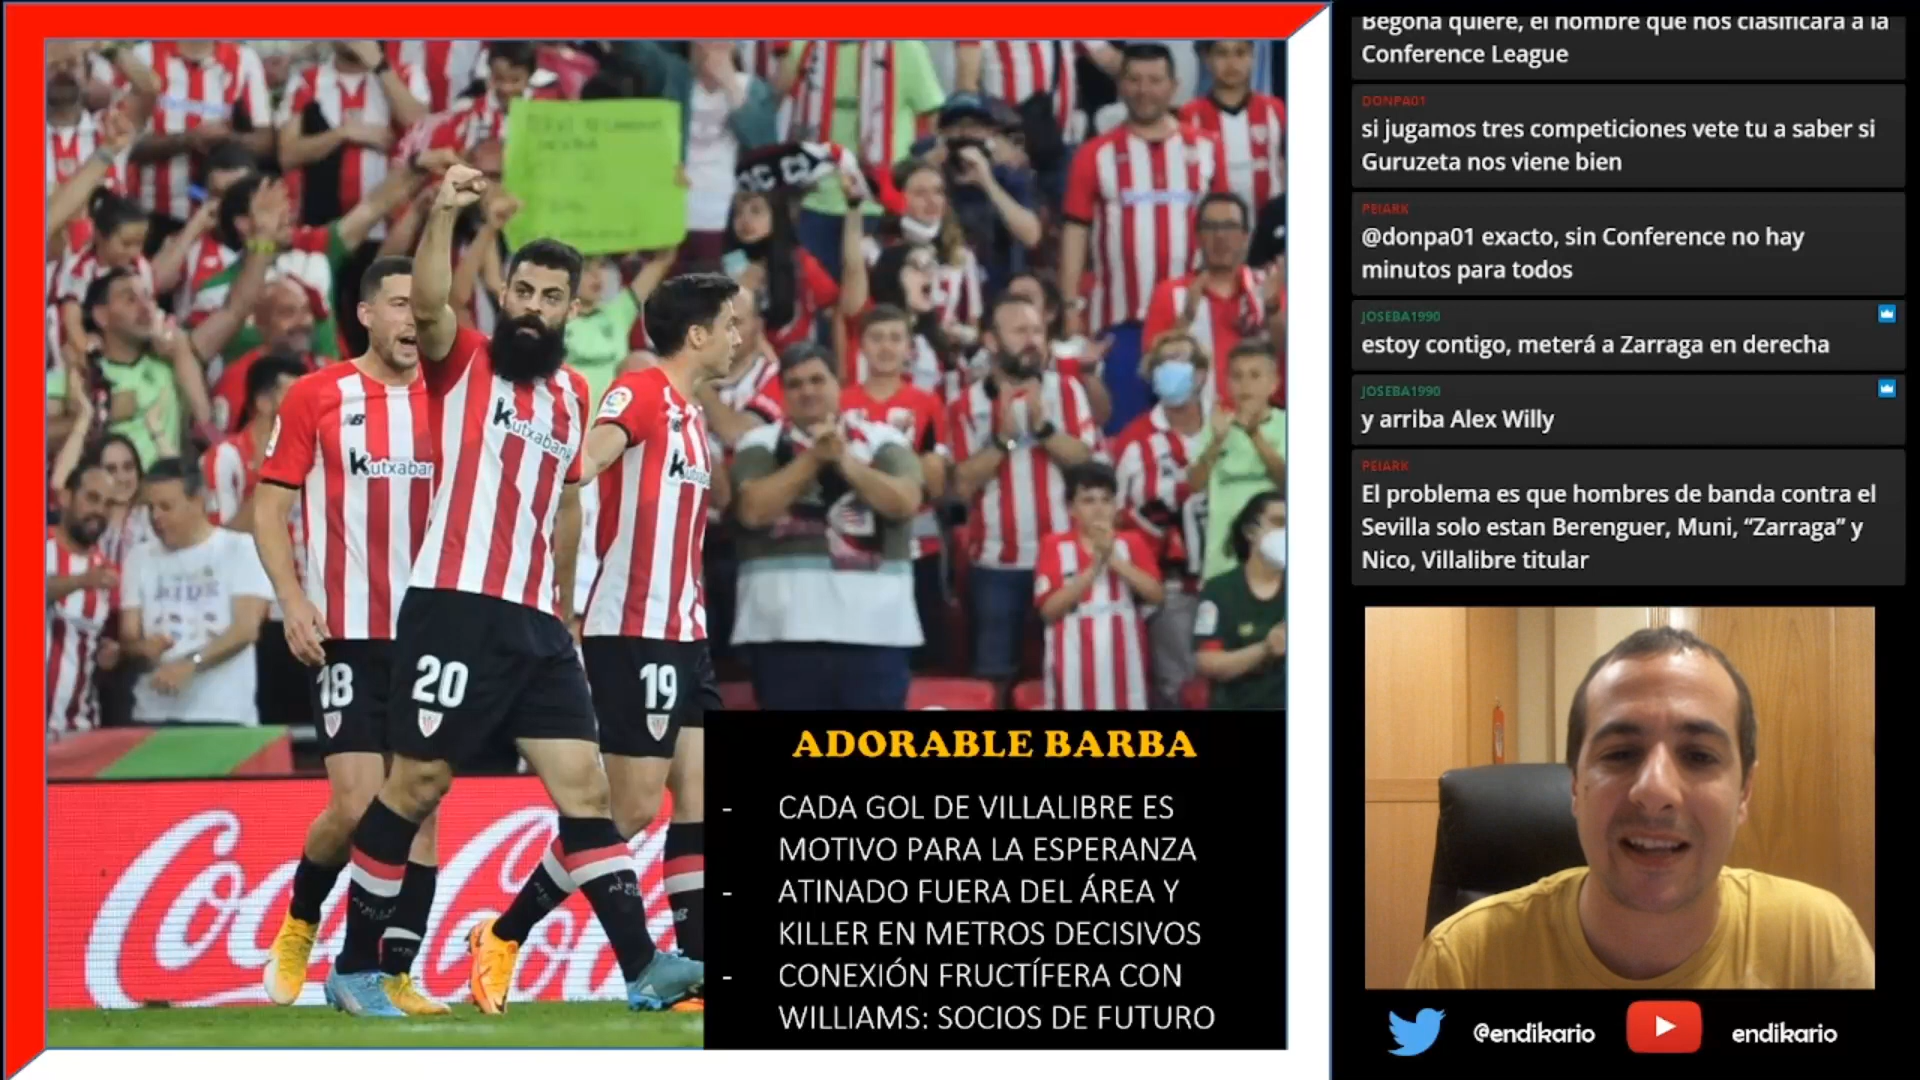 Begoña quiere, el hombre que nos clasificará a la
Conference League
DONPA01
si jugamos tres competiciones vete tu a saber si
Guruzeta nos viene bien
PEIARK
@donpa01 exacto, sin Conference no hay
minutos para todos
JOSEBA1990
estoy contigo, meterá a Zarraga en derecha
JOSEBA1990
y arriba Alex Willy
PEIARK
El problema es que hombres de banda contra el
Sevilla solo estan Berenguer, Muni, “Zarraga” y
Nico, Villalibre titular
Kutxabank
Kutxaban
18
20
19
Coca
ADORABLE BARBA
- CADA GOL DE VILLALIBRE ES
MOTIVO PARA LA ESPERANZA
- ATINADO FUERA DEL ÁREA Y
KILLER EN METROS DECISIVOS
- CONEXIÓN FRUCTÍFERA CON
WILLIAMS: SOCIOS DE FUTURO
@endikario
endikario